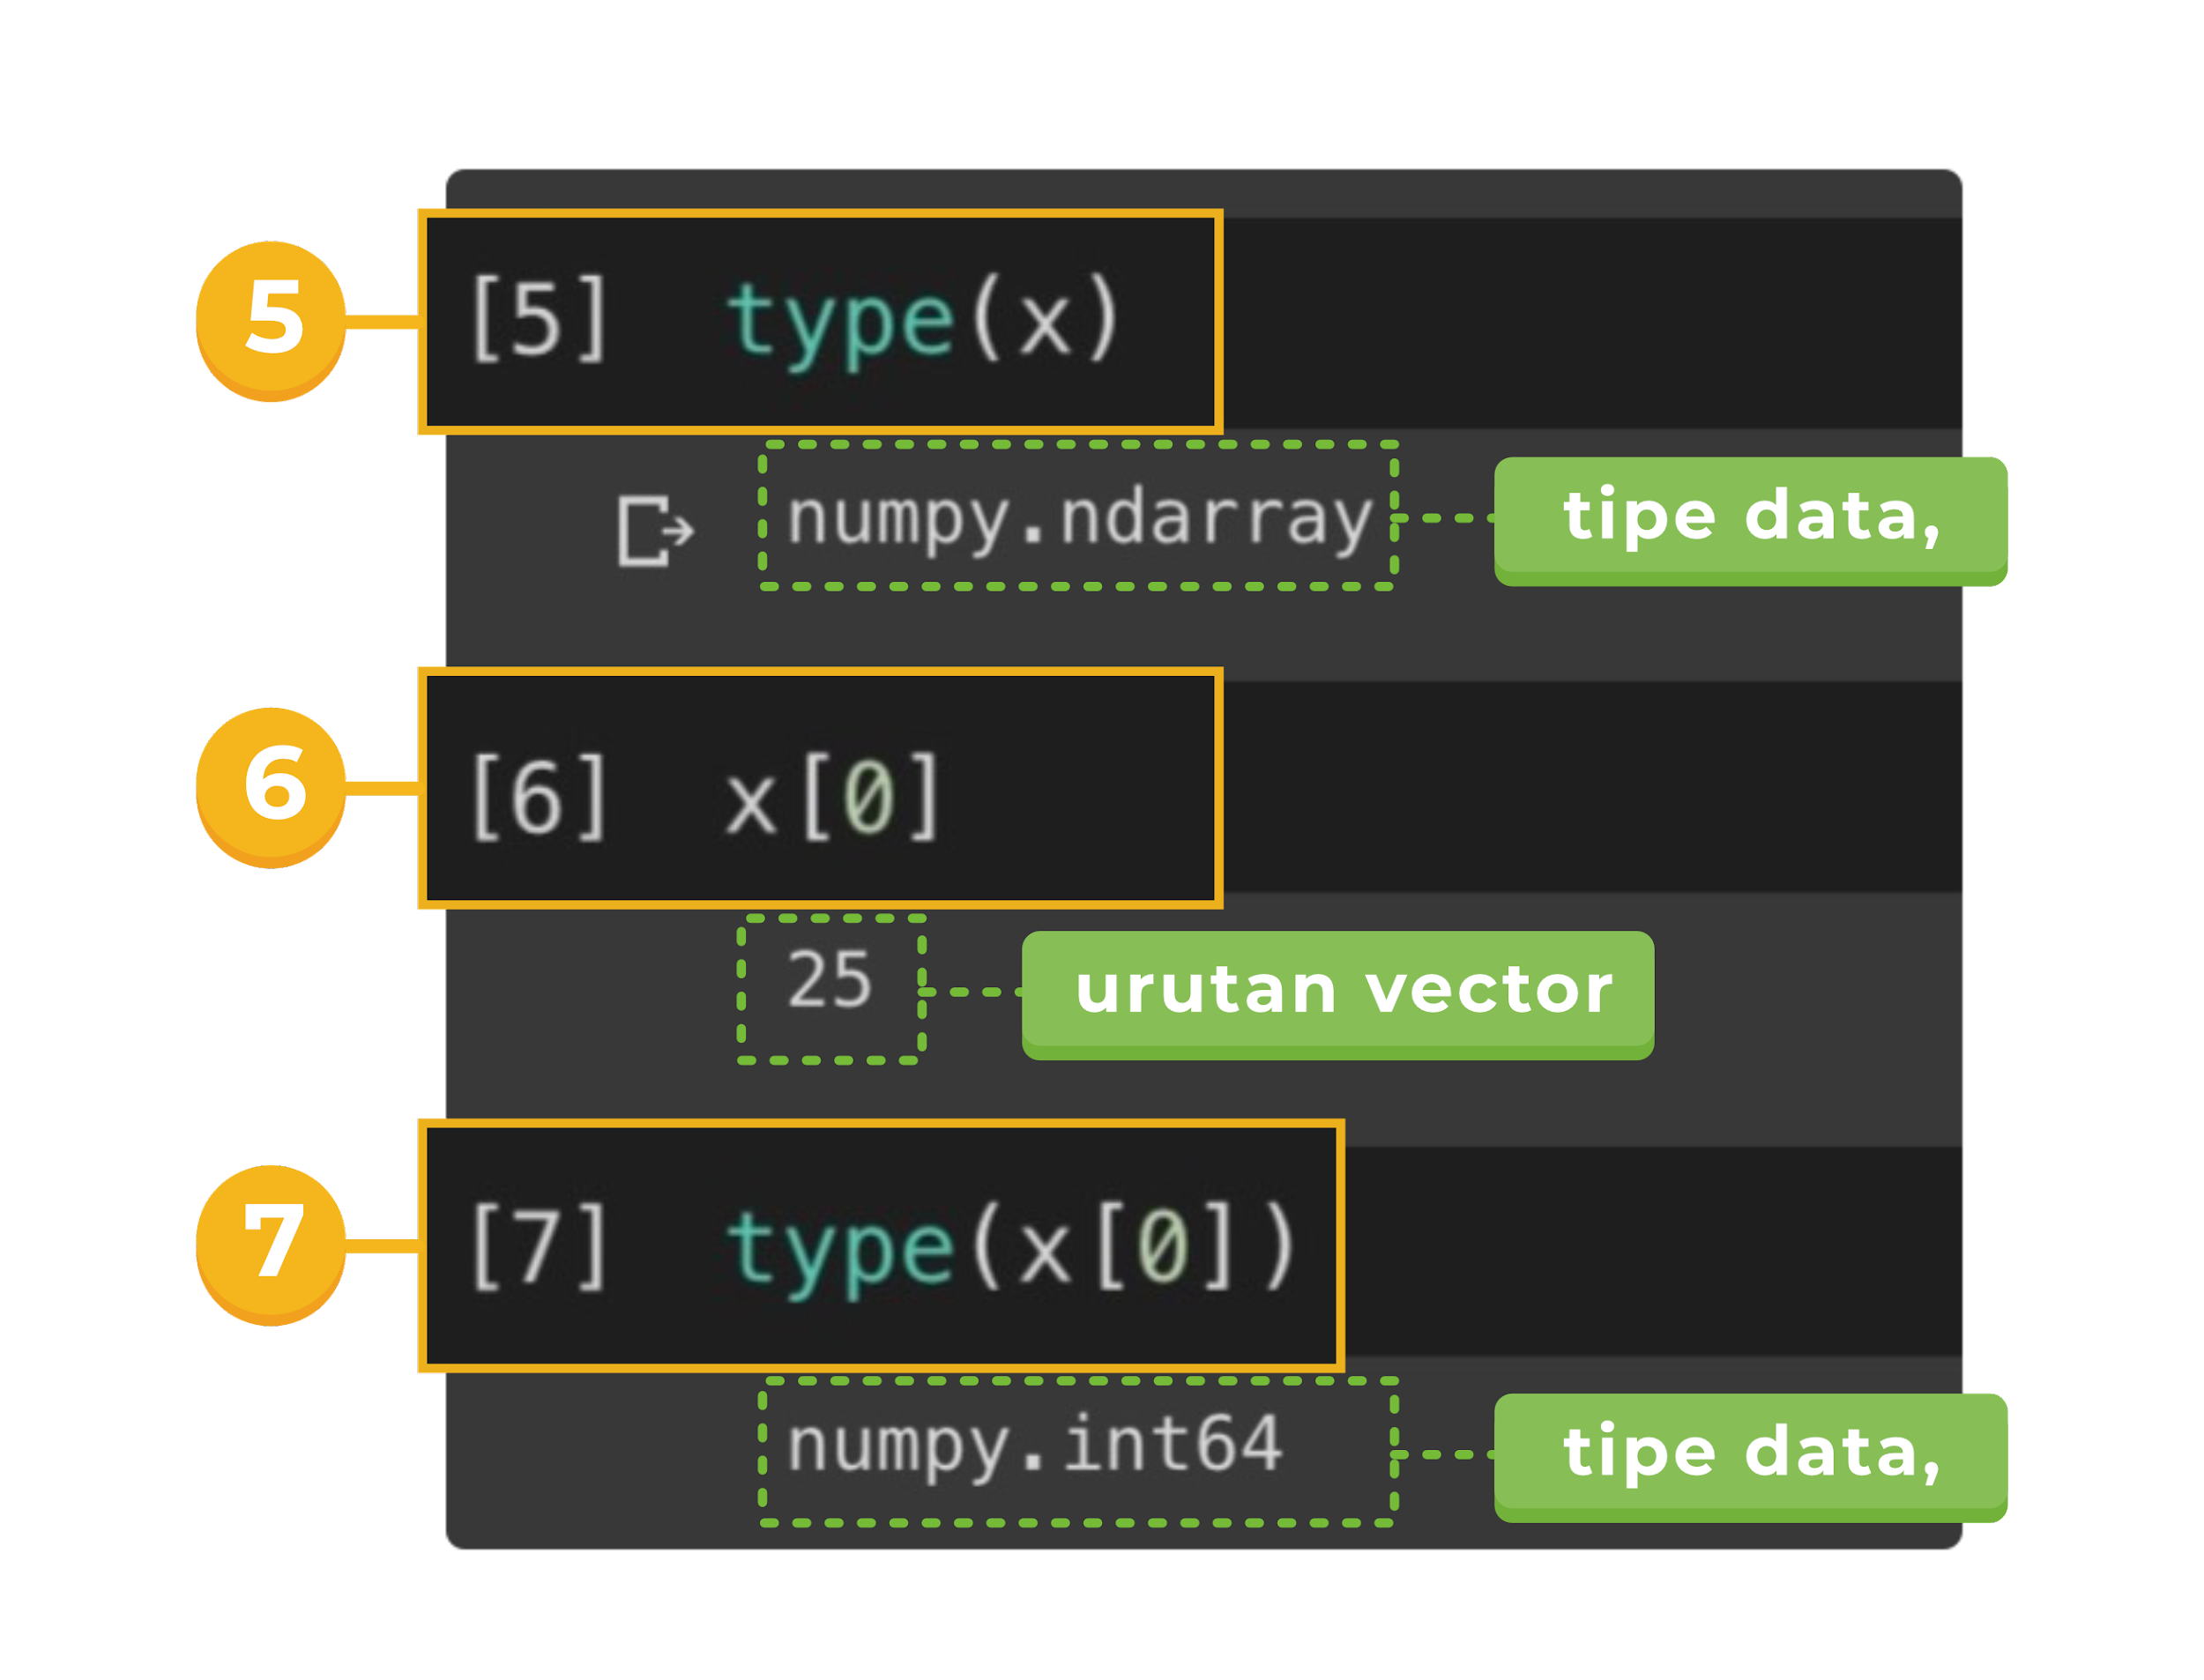 5 [5] type(x)
numpy.ndarray tipe data,
6 [6] x[0]
25 urutan vector
7 [7] type(x[0])
numpy.int64 tipe data,